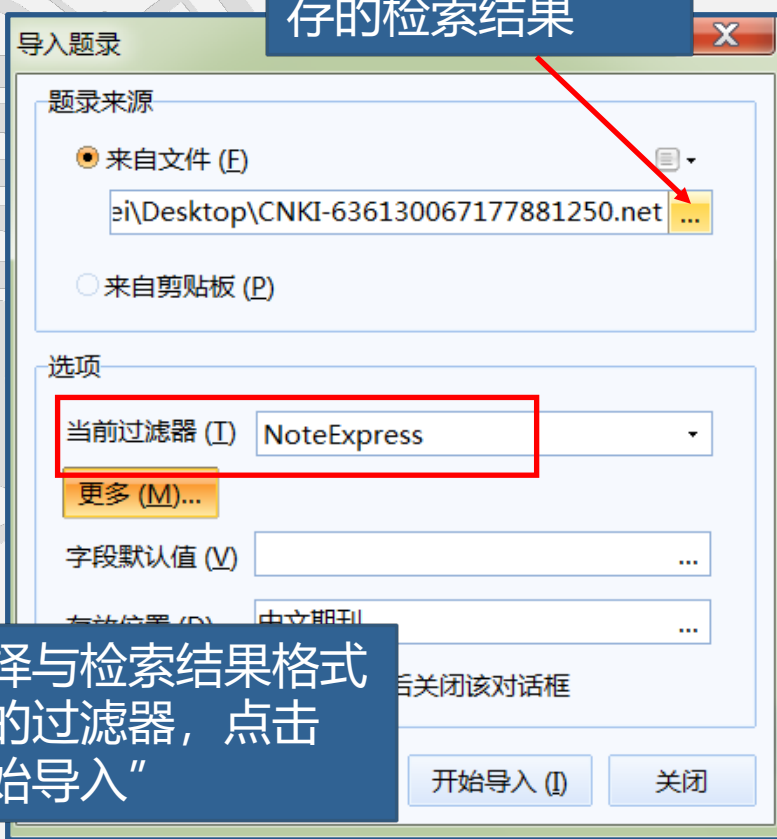 存的检索结果
导入题录
X
题录来源
来自文件 (F)
ei\Desktop\CNKI-636130067177881250.net ...
来自剪贴板 (P)
选项
当前过滤器 (T) NoteExpress
更多 (M)...
字段默认值 (V) ...
存放位置 (D) 中文期刊 ...
后关闭该对话框
择与检索结果格式
的过滤器，点击
始导入”
开始导入 (I) 关闭